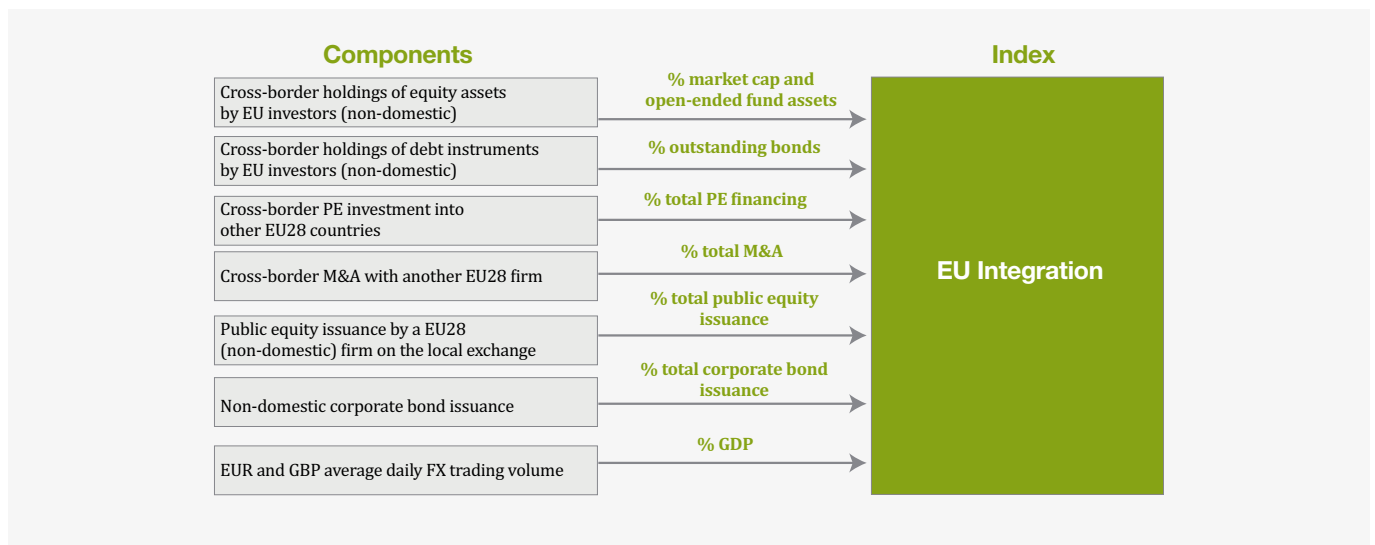 Components
Index
Cross-border holdings of equity assets
by EU investors (non-domestic)
% market cap and
open-ended fund assets
Cross-border holdings of debt instruments
by EU investors (non-domestic)
% outstanding bonds
Cross-border PE investment into
other EU28 countries
% total PE financing
Cross-border M&A with another EU28 firm
% total M&A
Public equity issuance by a EU28
(non-domestic) firm on the local exchange
% total public equity
issuance
Non-domestic corporate bond issuance
% total corporate bond
issuance
EUR and GBP average daily FX trading volume
% GDP
EU Integration